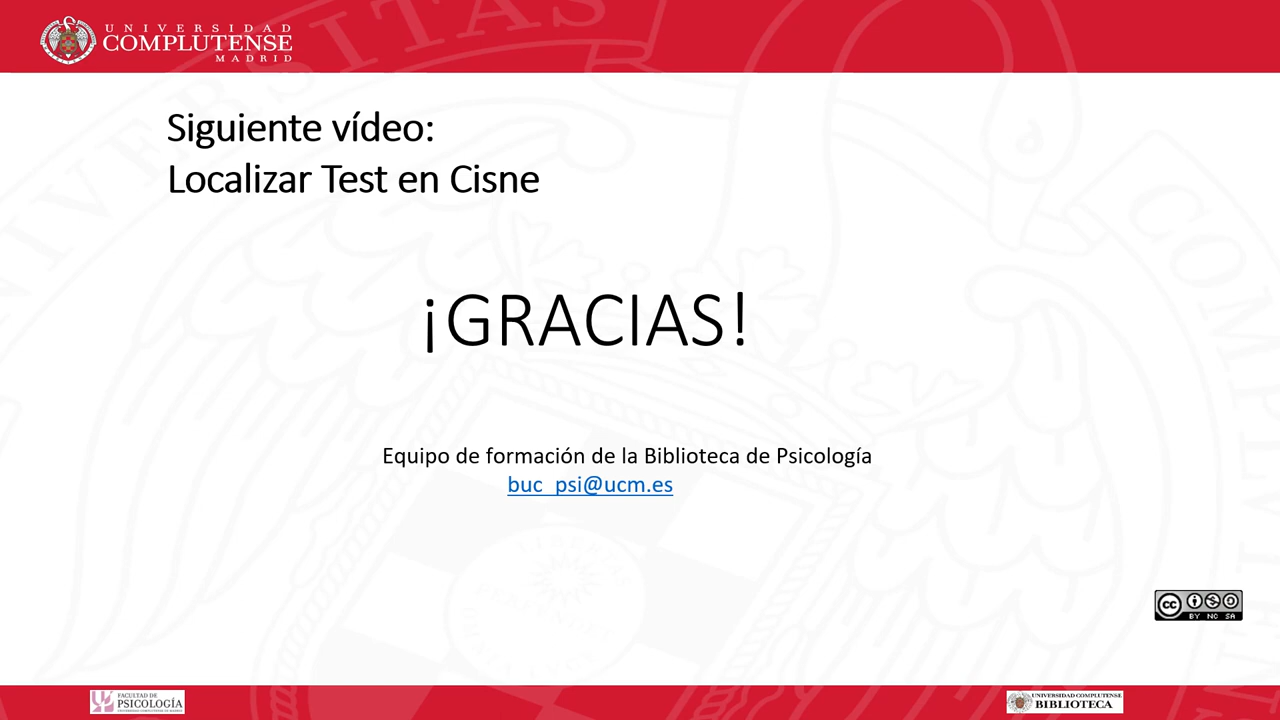 UNIVERSIDAD
COMPLUTENSE
MADRID
Siguiente vídeo:
Localizar Test en Cisne
¡GRACIAS!
Equipo de formación de la Biblioteca de Psicología
buc_psi@ucm.es
cc
BY NC SA
FACULTAD DE
PSICOLOGÍA
UNIVERSIDAD COMPLUTENSE
BIBLIOTECA